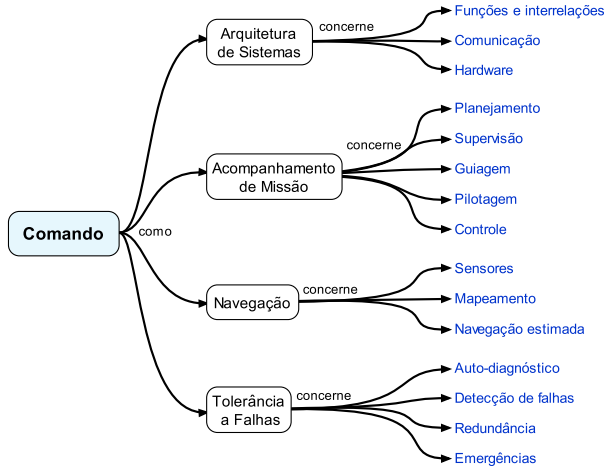 Comando
como
Arquitetura
de Sistemas
concerne
Funções e interrelações
Comunicação
Hardware
Acompanhamento
de Missão
concerne
Planejamento
Supervisão
Guiagem
Pilotagem
Controle
Navegação
concerne
Sensores
Mapeamento
Navegação estimada
Tolerância
a Falhas
concerne
Auto-diagnóstico
Detecção de falhas
Redundância
Emergências